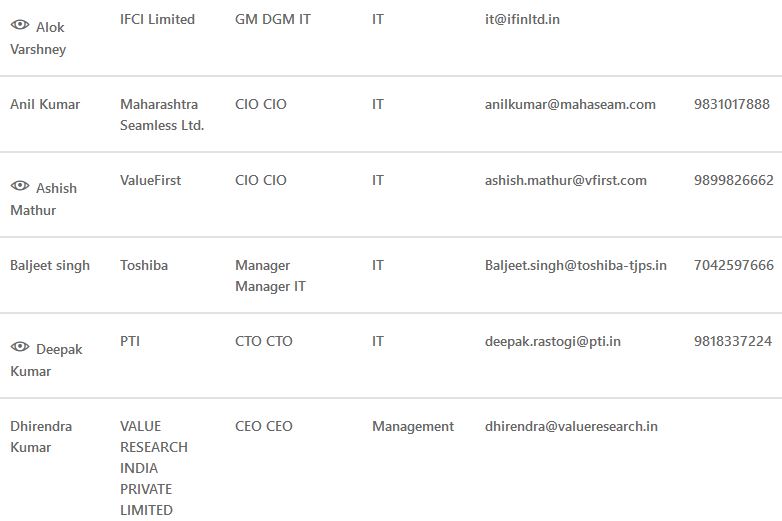 Alok Varshney IFCI Limited GM DGM IT IT it@ifinltd.in
Anil Kumar Maharashtra Seamless Ltd. CIO CIO IT anilkumar@mahaseam.com 9831017888
Ashish Mathur ValueFirst CIO CIO IT ashish.mathur@vfirst.com 9899826662
Baljeet singh Toshiba Manager Manager IT IT Baljeet.singh@toshiba-tjps.in 7042597666
Deepak Kumar PTI CTO CTO IT deepak.rastogi@pti.in 9818337224
Dhirendra Kumar VALUE RESEARCH INDIA PRIVATE LIMITED CEO CEO Management dhirendra@valueresearch.in